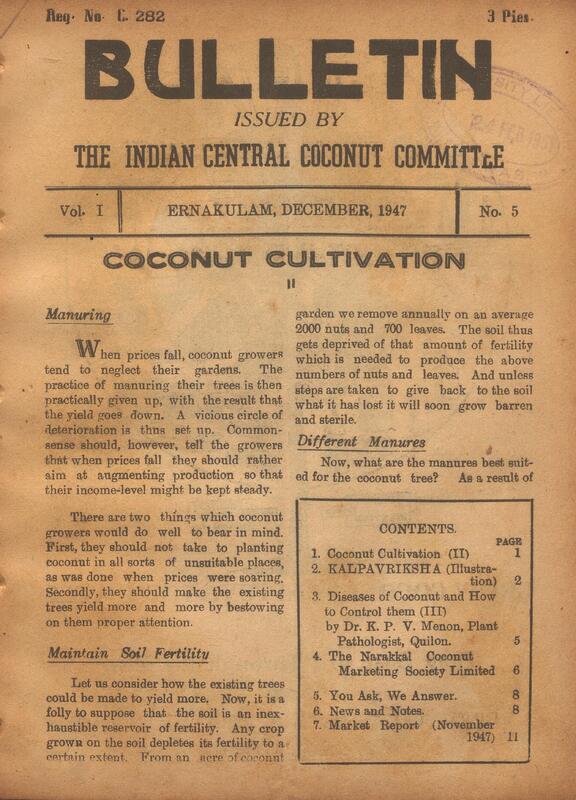 Reg. No C. 282
3 Pies.
BULLETIN
ISSUED BY
THE INDIAN CENTRAL COCONUT COMMITTEE
Vol. I
ERNAKULAM, DECEMBER, 1947
No. 5
COCONUT CULTIVATION
II
Manuring
When prices fall, coconut growers
tend to neglect their gardens. The
practice of manuring their trees is then
practically given up, with the result that
the yield goes down. A vicious circle of
deterioration is thus set up. Common-
sense should, however, tell the growers
that when prices fall they should rather
aim at augmenting production so that
their income-level might be kept steady.
There are two things which coconut
growers would do well to bear in mind.
First, they should not take to planting
coconut in all sorts of unsuitable places,
as was done when prices were soaring.
Secondly, they should make the existing
trees yield more and more by bestowing
on them proper attention.
Maintain Soil Fertility
Let us consider how the existing trees
could be made to yield more. Now, it is a
folly to suppose that the soil is an inex-
haustible reservoir of fertility. Any crop
grown on the soil depletes its fertility to a
certain extent. From an acre of coconut
garden we remove annually on an average
2000 nuts and 700 leaves. The soil thus
gets deprived of that amount of fertility
which is needed to produce the above
numbers of nuts and leaves. And unless
steps are taken to give back to the soil
what it has lost it will soon grow barren
and sterile.
Different Manures
Now, what are the manures best suit-
ed for the coconut tree? As a result of
CONTENTS.
PAGE
1. Coconut Cultivation (II) 1
2. KALPAVRIKSHA (Illustra-
tion) 2
3. Diseases of Coconut and How
to Control them (III)
by Dr. K. P. V. Menon, Plant
Pathologist, Quilon. 5
4. The Narakkal Coconut
Marketing Society Limited 6
5. You Ask, We Answer. 8
6. News and Notes. 8
7. Market Report (November
1947) 11